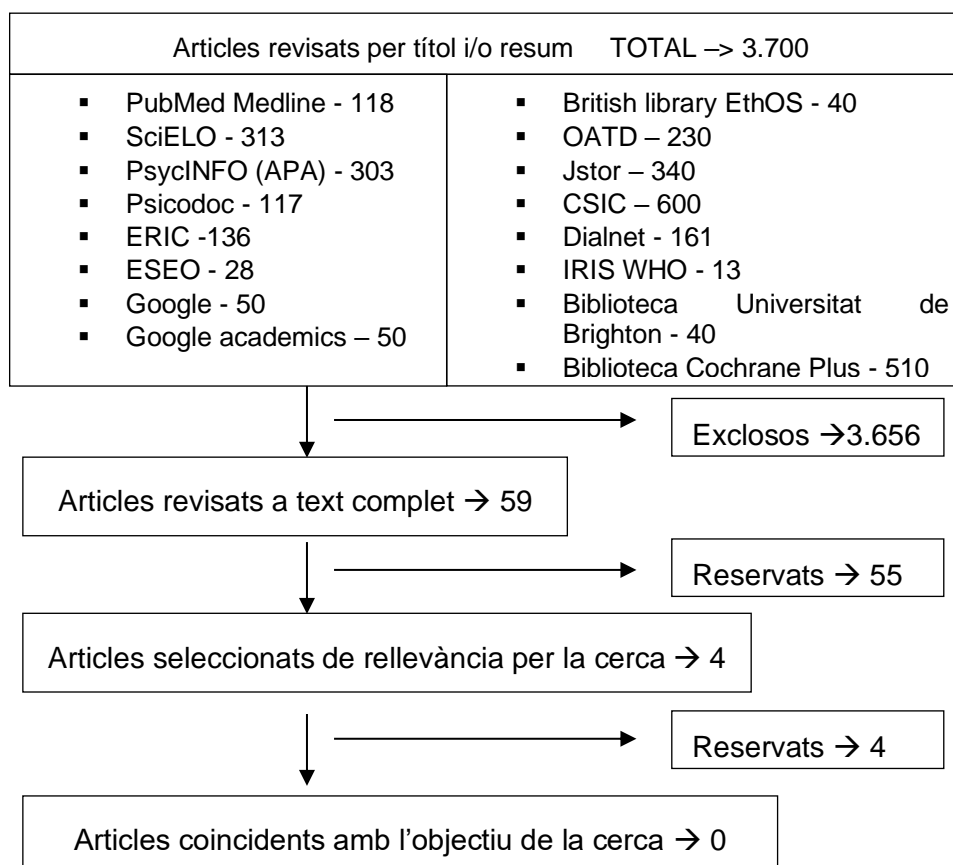 Articles revisats per títol i/o resum TOTAL –> 3.700
▪ PubMed Medline - 118
▪ SciELO - 313
▪ PsycINFO (APA) - 303
▪ Psicodoc - 117
▪ ERIC -136
▪ ESEO - 28
▪ Google - 50
▪ Google academics – 50
▪ British library EthOS - 40
▪ OATD – 230
▪ Jstor – 340
▪ CSIC – 600
▪ Dialnet - 161
▪ IRIS WHO - 13
▪ Biblioteca Universitat de
Brighton - 40
▪ Biblioteca Cochrane Plus - 510
Exclosos →3.656
Articles revisats a text complet → 59
Reservats → 55
Articles seleccionats de rellevància per la cerca → 4
Reservats → 4
Articles coincidents amb l’objectiu de la cerca → 0